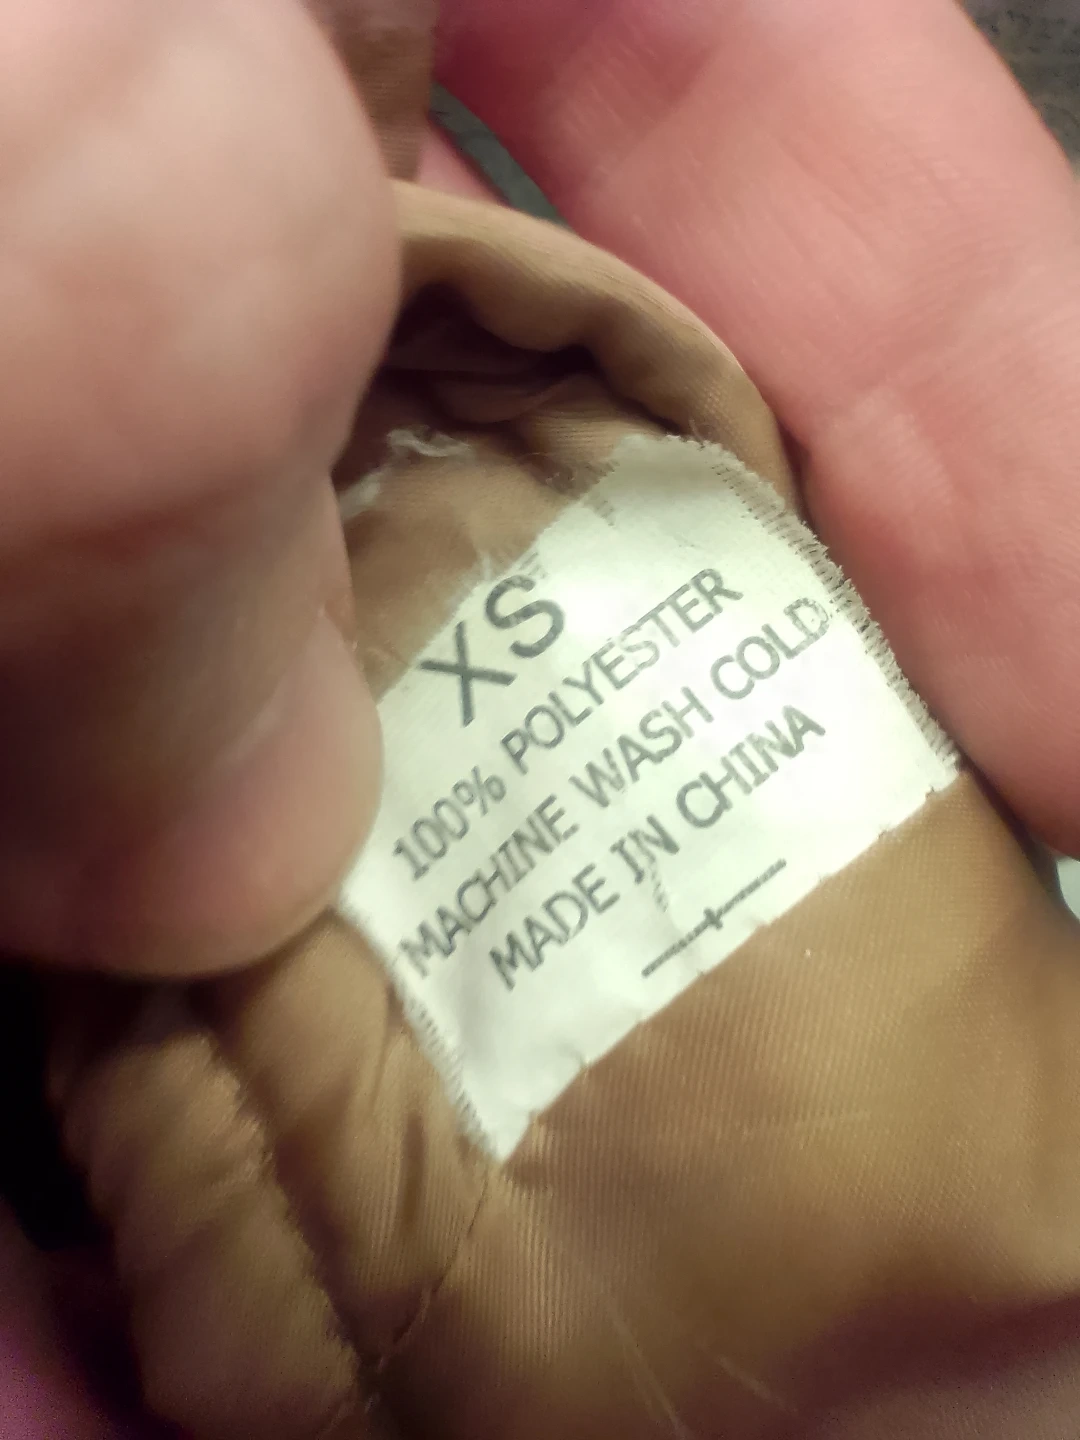 XS
100% POLYESTER
MACHINE WASH COLD
MADE IN CHINA